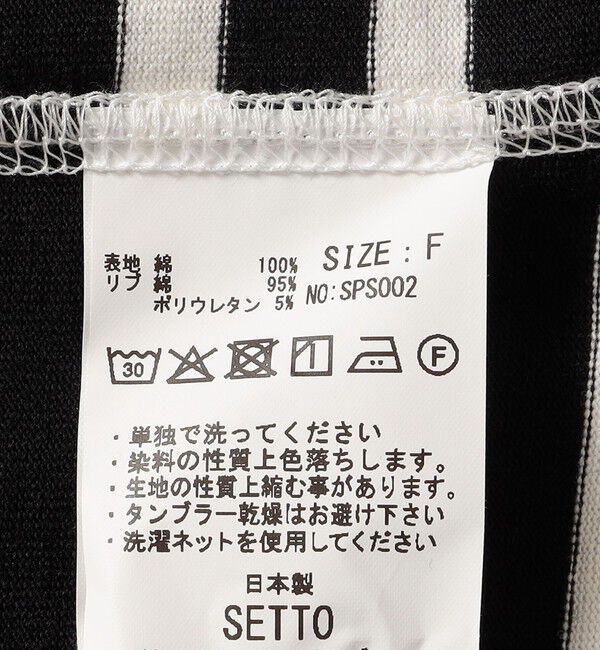 表地 綿 100% SIZE : F
リブ 綿 95%
ポリウレタン 5% NO:SPS002
30 F
・単独で洗ってください
・染料の性質上色落ちします。
・生地の性質上縮む事があります。
・タンブラー乾燥はお避け下さい
・洗濯ネットを使用してください
日本製
SETTO